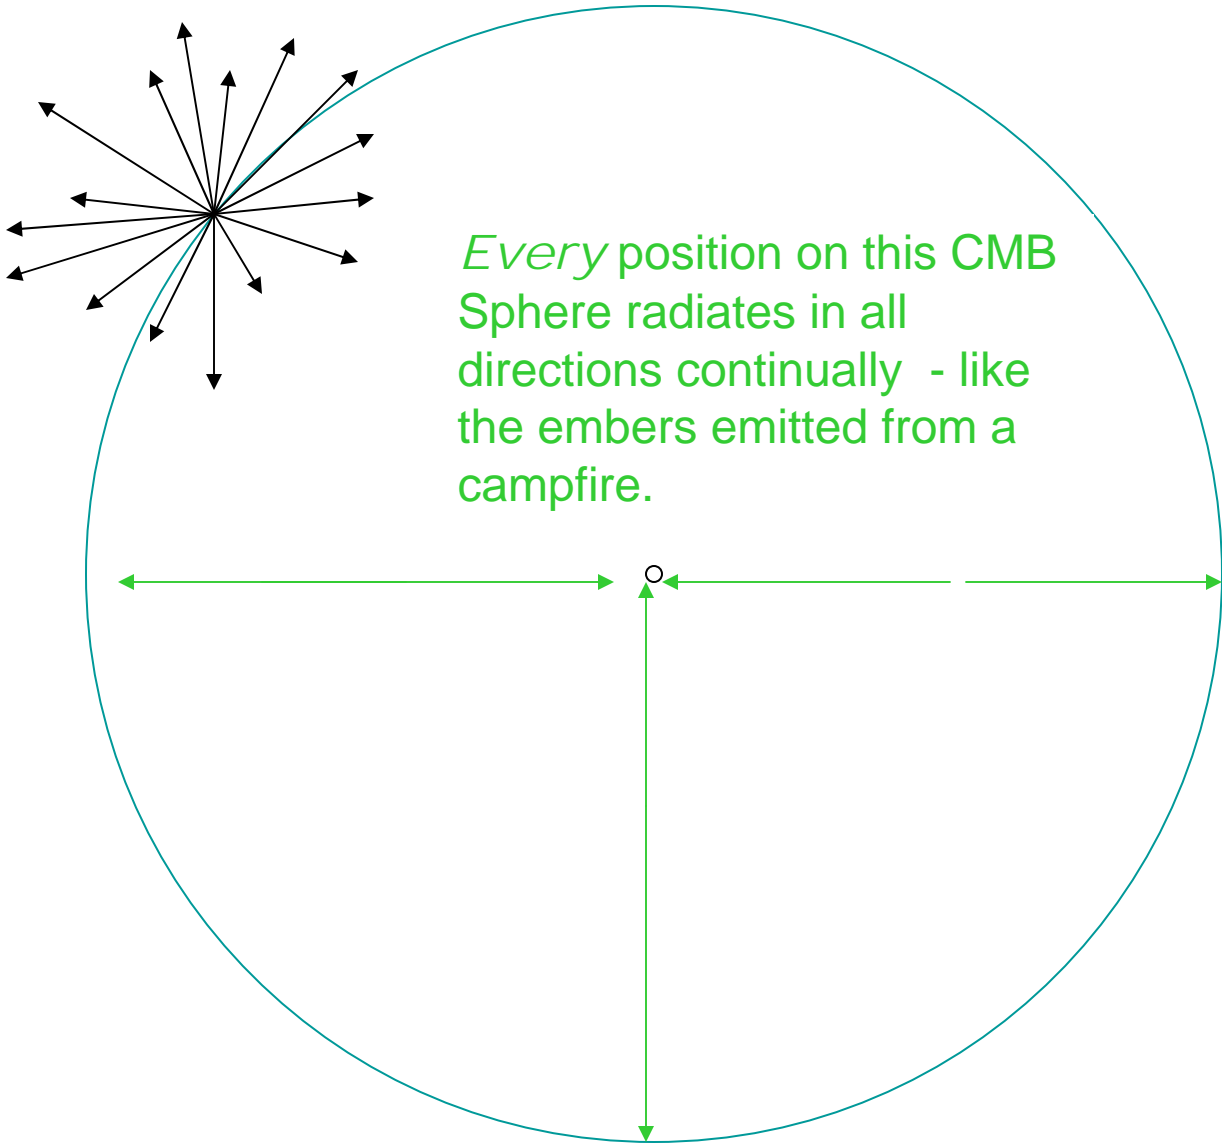 Every position on this CMB
Sphere radiates in all
directions continually - like
the embers emitted from a
campfire.